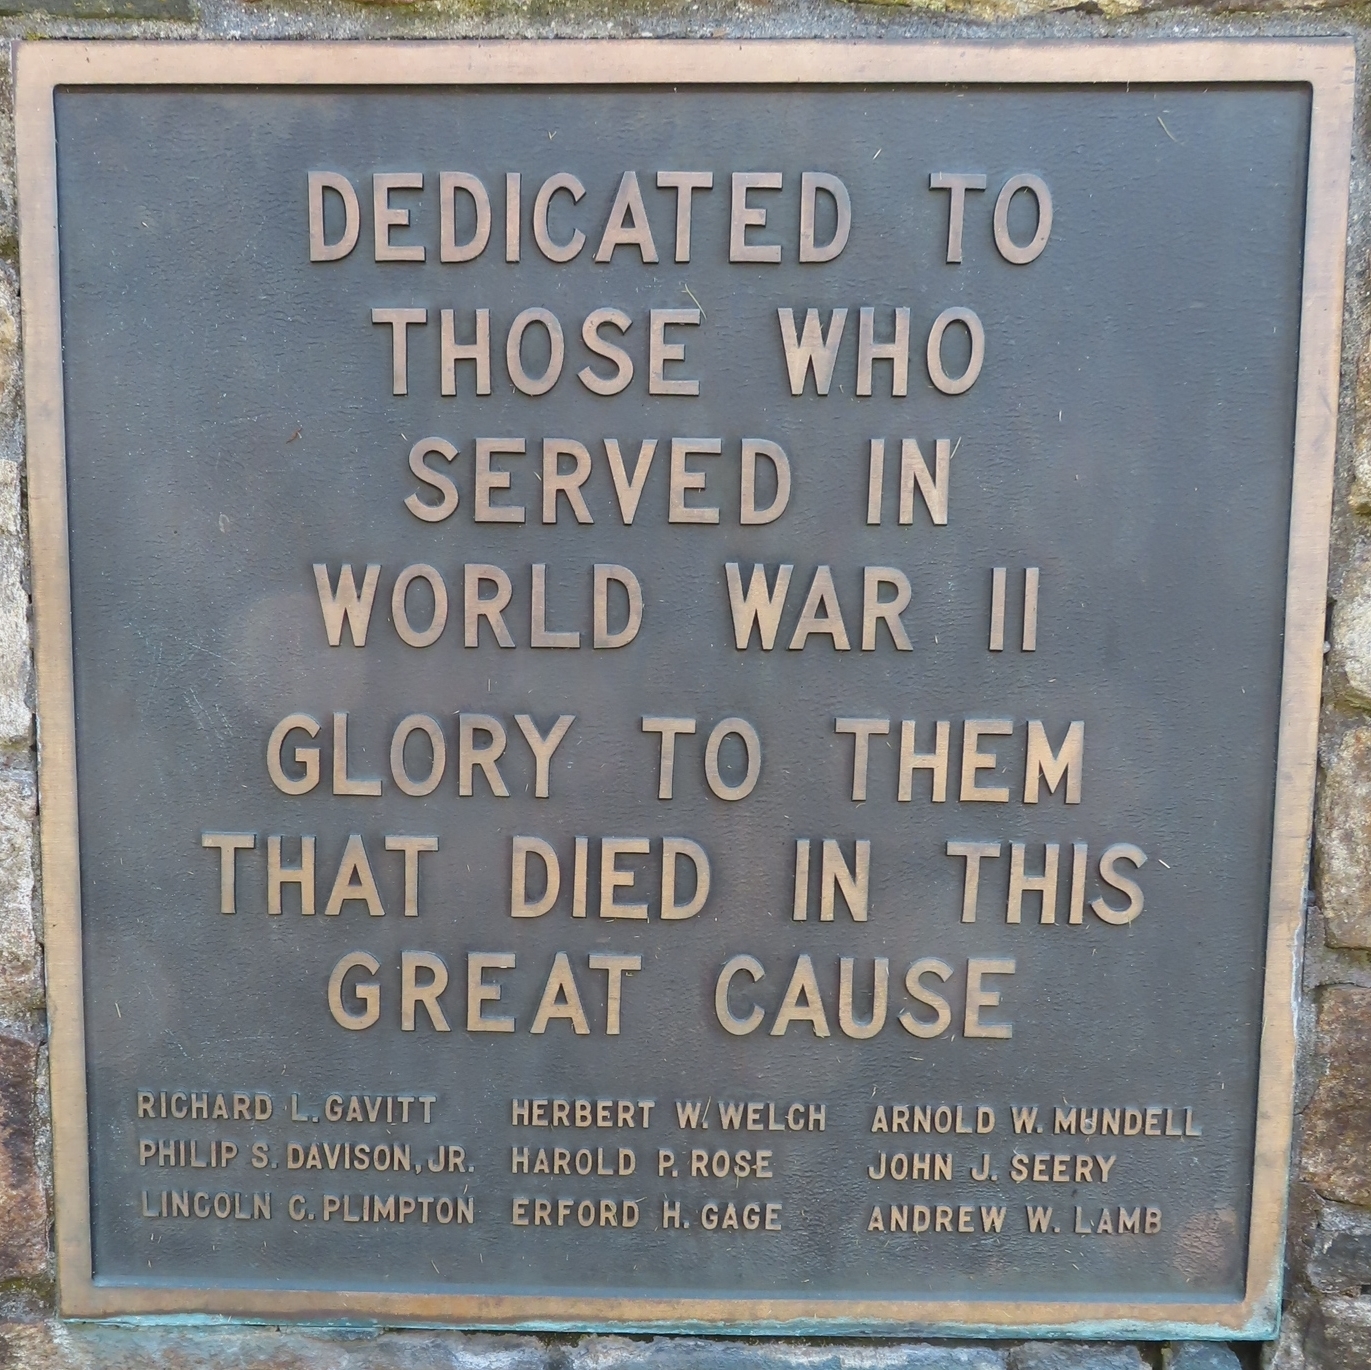 DEDICATED TO
THOSE WHO
SERVED IN
WORLD WAR II
GLORY TO THEM
THAT DIED IN THIS
GREAT CAUSE
RICHARD L. GAVITT HERBERT W. WELCH ARNOLD W. MUNDELL
PHILIP S. DAVISON, JR. HAROLD P. ROSE JOHN J. SEERY
LINCOLN C. PLIMPTON ERFORD H. GAGE ANDREW W. LAMB